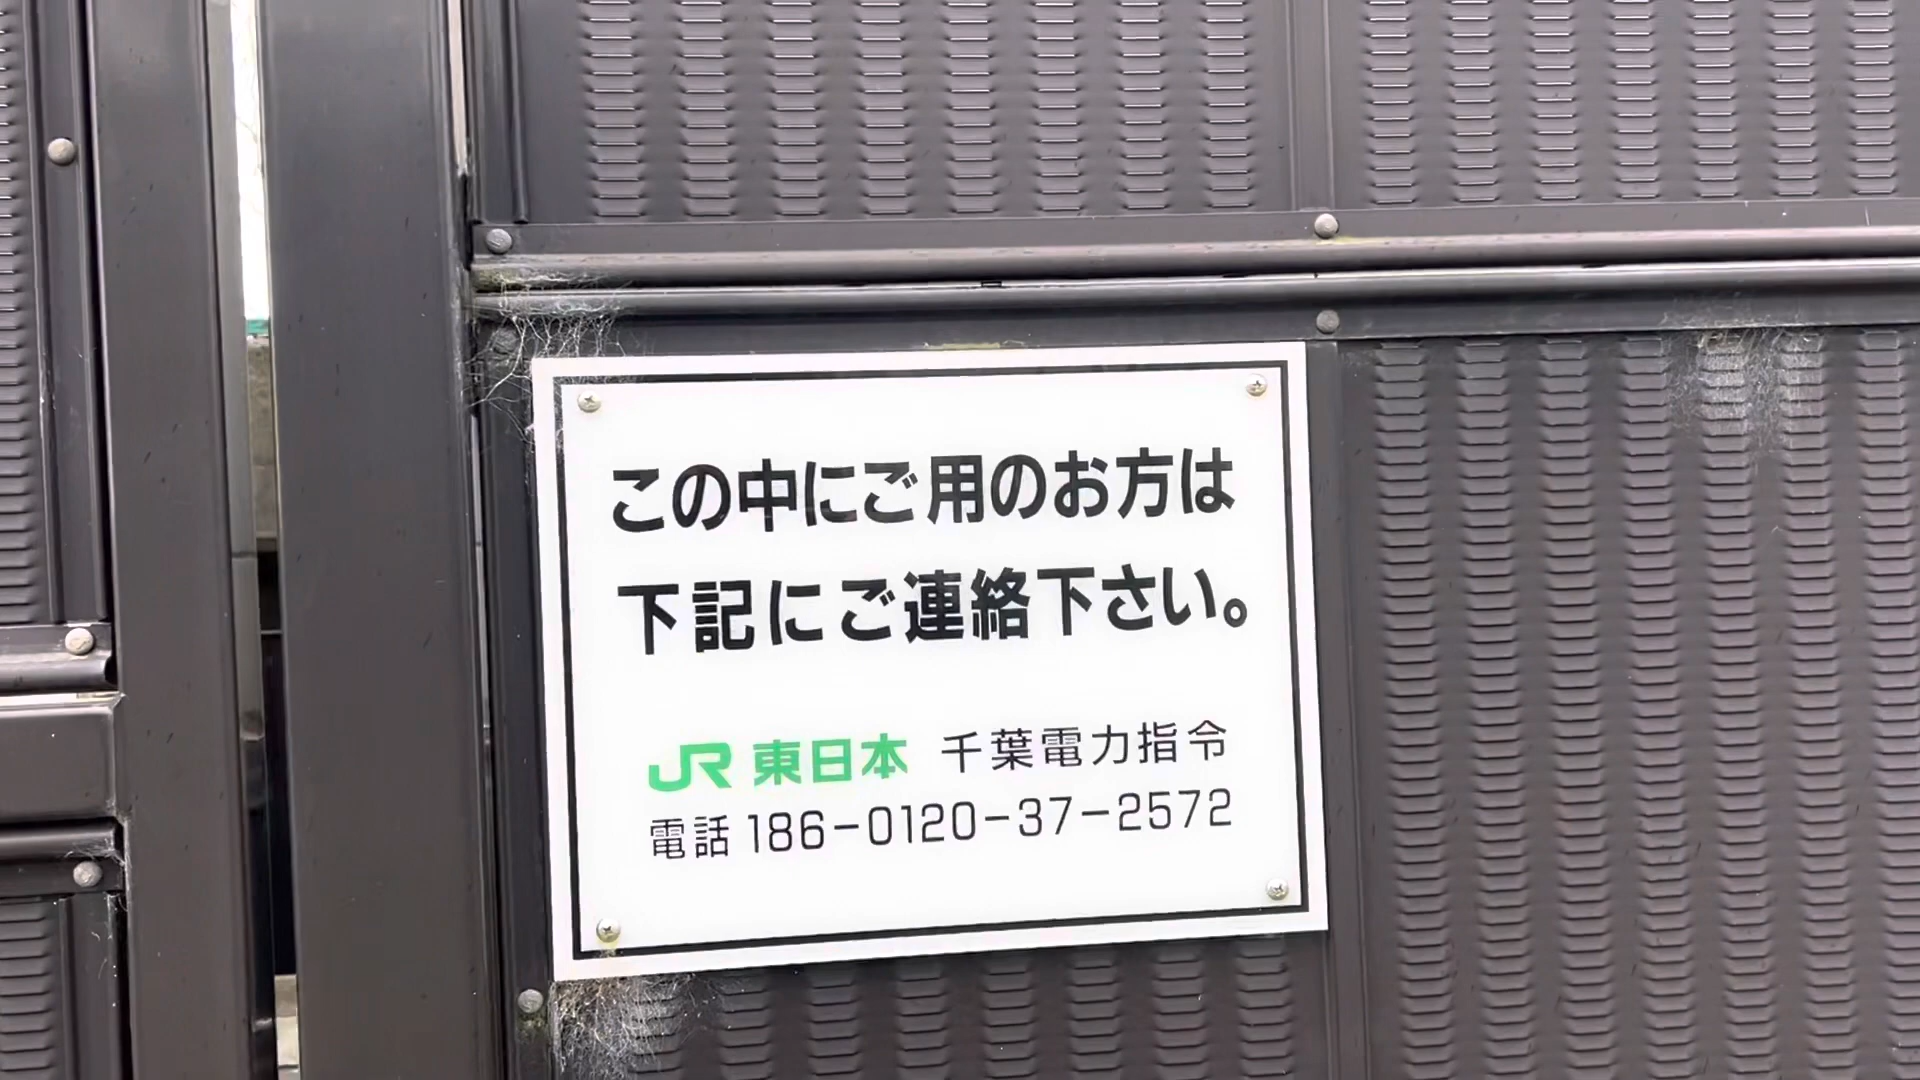 この中にご用のお方は
下記にご連絡下さい。
JR東日本 千葉電力指令
電話 186-0120-37-2572